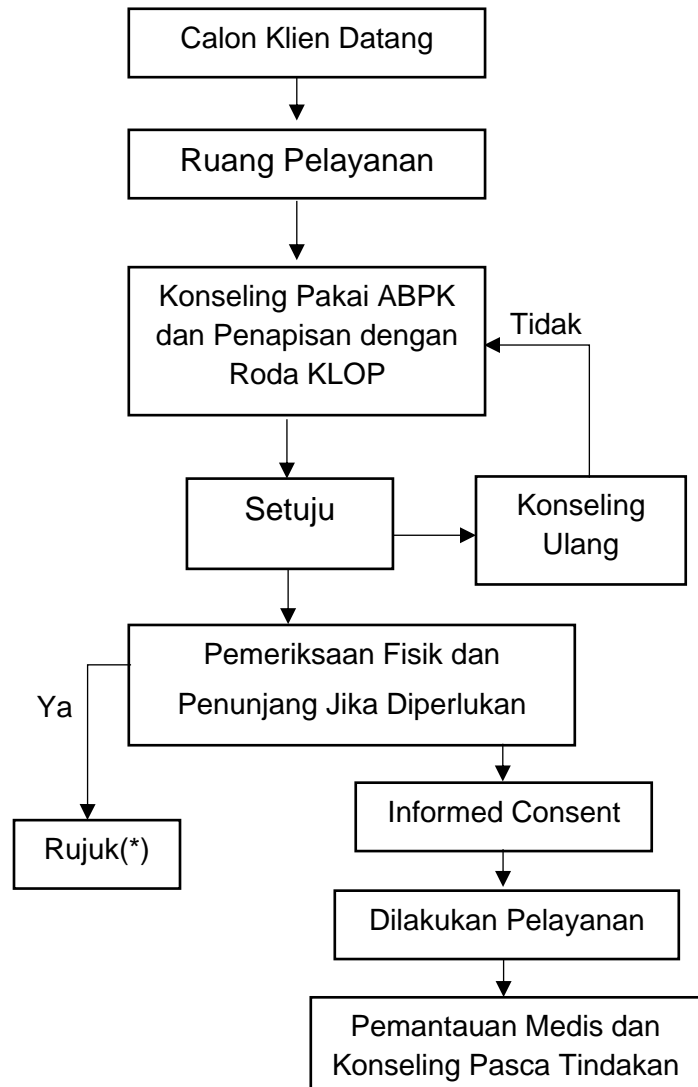 Calon Klien Datang
Ruang Pelayanan
Konseling Pakai ABPK
dan Penapisan dengan
Roda KLOP
Tidak
Setuju
Konseling
Ulang
Pemeriksaan Fisik dan
Penunjang Jika Diperlukan
Ya
Informed Consent
Rujuk(*)
Dilakukan Pelayanan
Pemantauan Medis dan
Konseling Pasca Tindakan